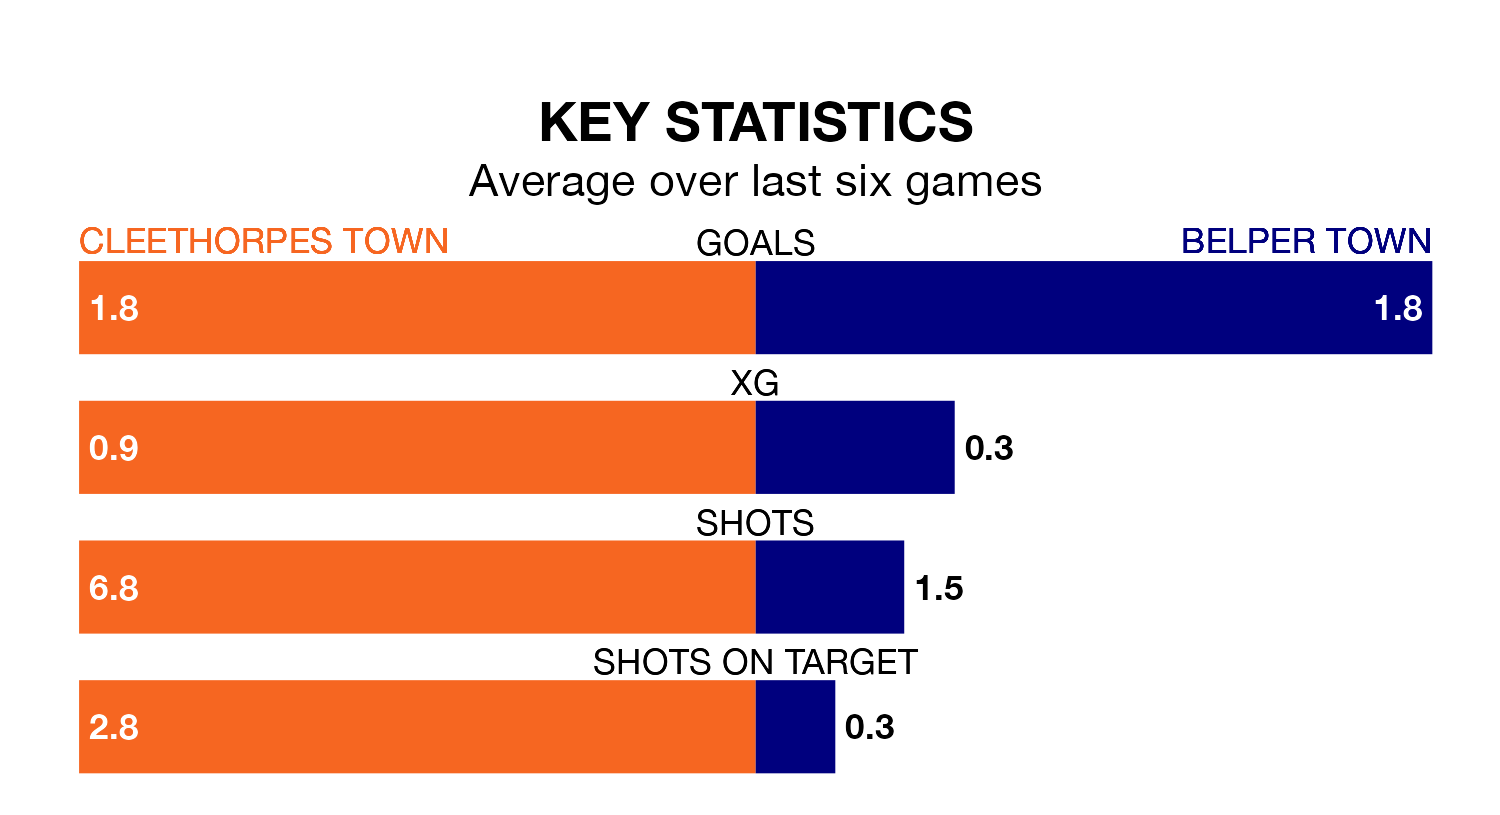 KEY STATISTICS
Average over last six games
CLEETHORPES TOWN GOALS BELPER TOWN
1.8 1.8
XG
0.9 0.3
SHOTS
6.8 1.5
SHOTS ON TARGET
2.8 0.3